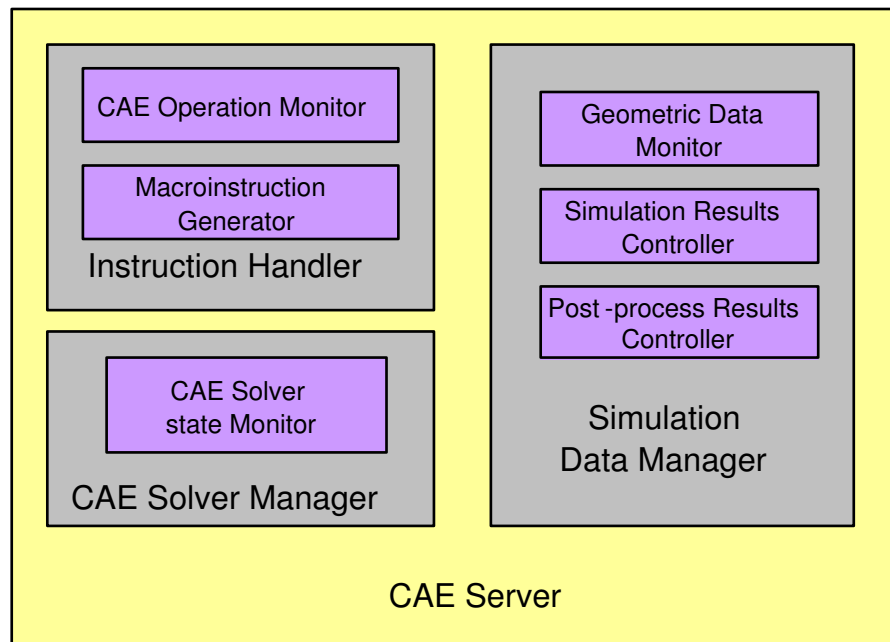 CAE Operation Monitor
Macroinstruction
Generator
Instruction Handler
CAE Solver
state Monitor
CAE Solver Manager
Geometric Data
Monitor
Simulation Results
Controller
Post -process Results
Controller
Simulation
Data Manager
CAE Server